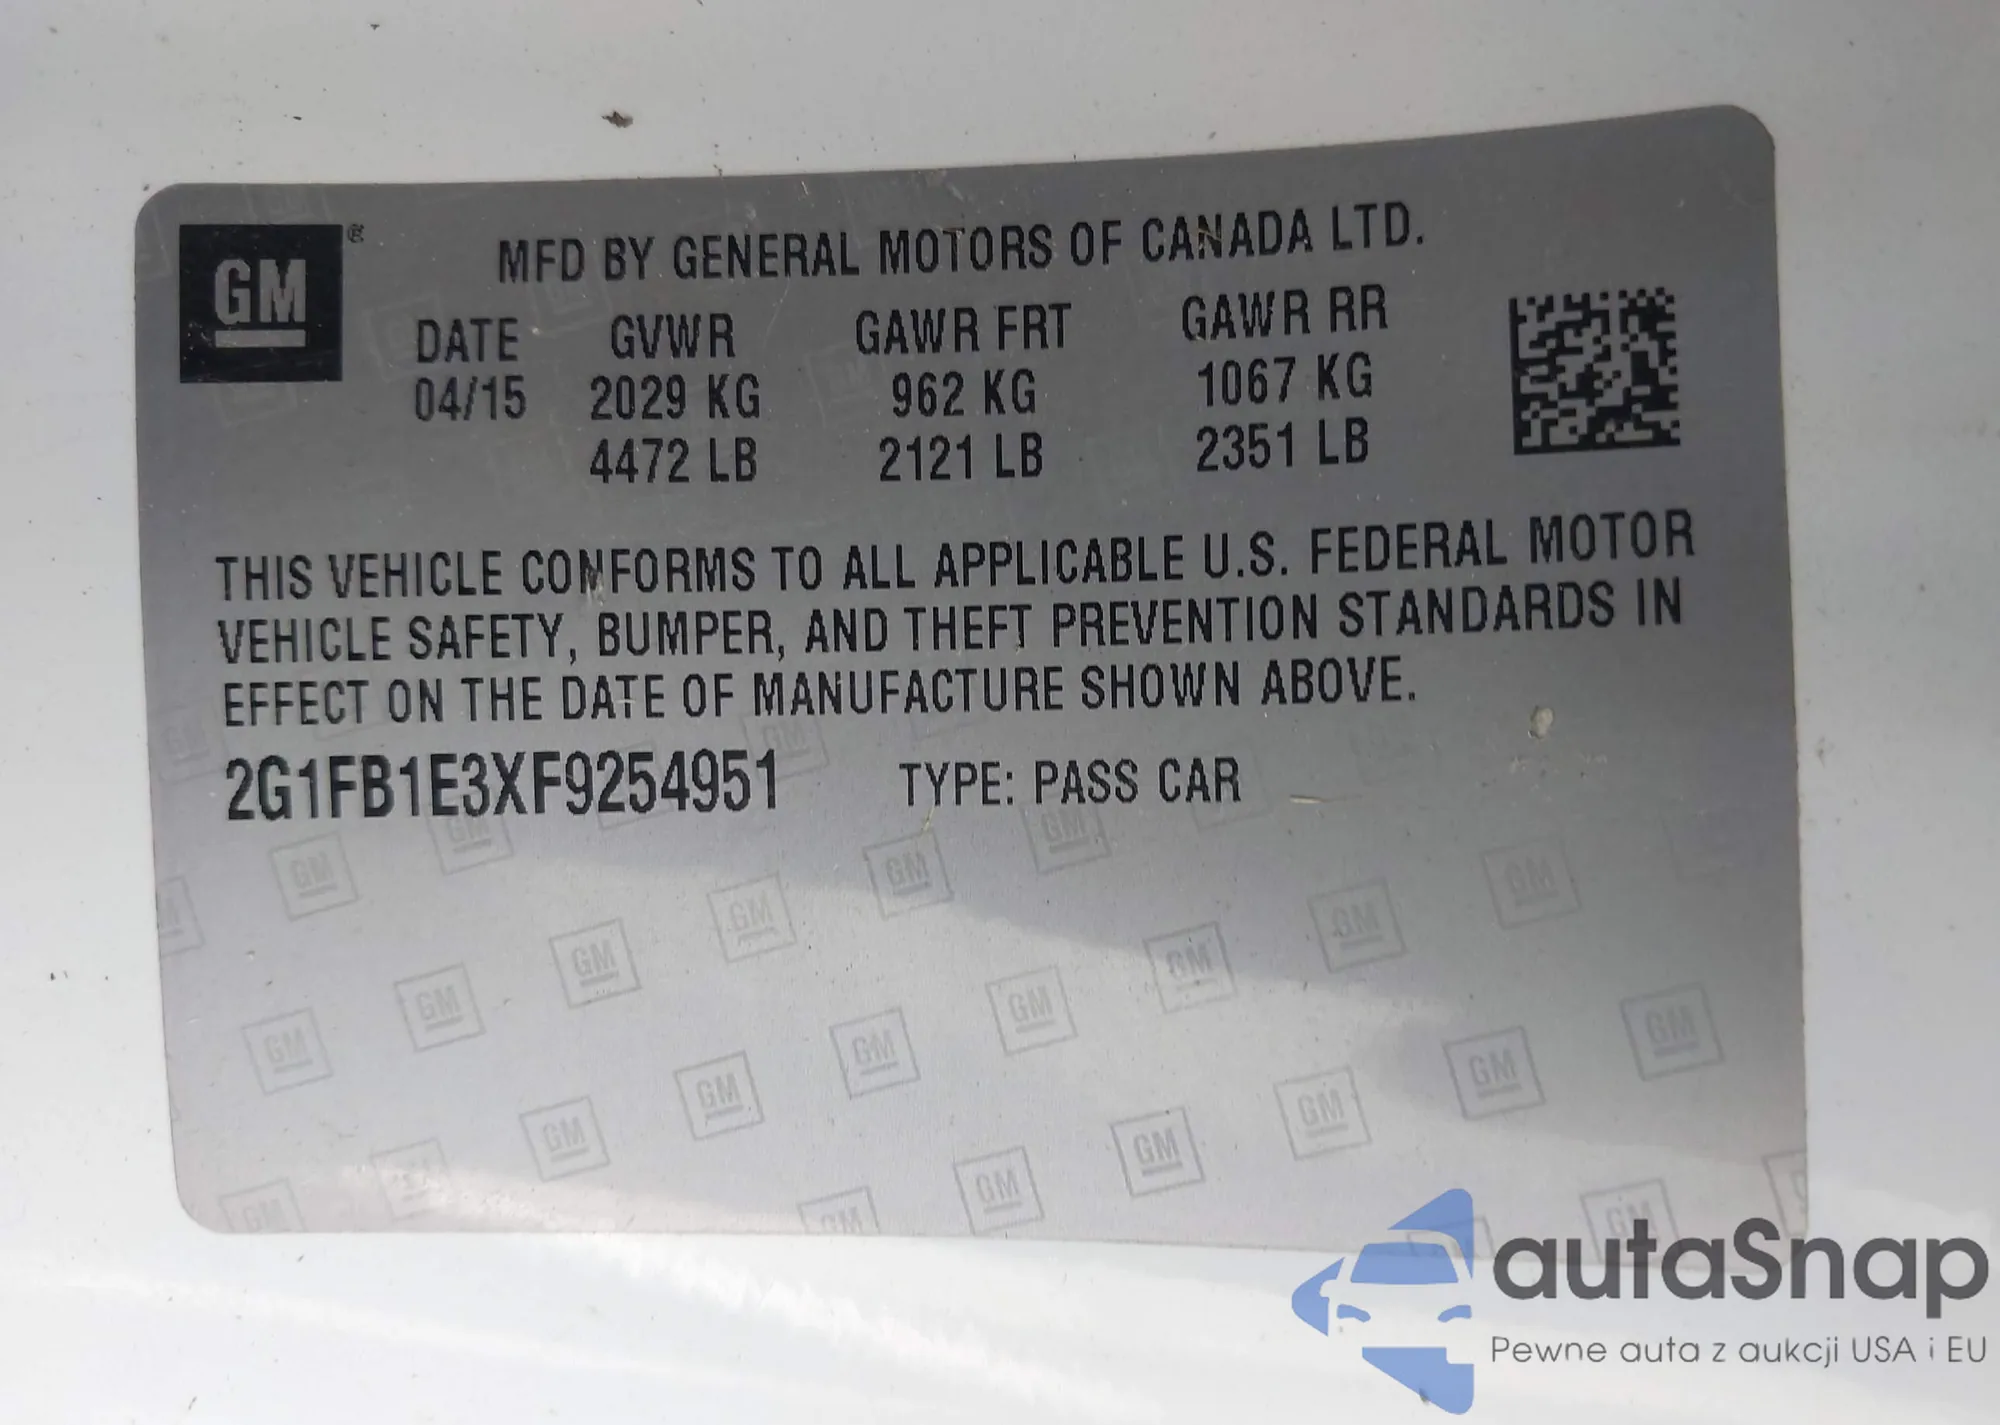 GM
MFD BY GENERAL MOTORS OF CANADA LTD.
DATE GVWR GAWR FRT GAWR RR
04/15 2029 KG 962 KG 1067 KG
4472 LB 2121 LB 2351 LB
THIS VEHICLE CONFORMS TO ALL APPLICABLE U.S. FEDERAL MOTOR
VEHICLE SAFETY, BUMPER, AND THEFT PREVENTION STANDARDS IN
EFFECT ON THE DATE OF MANUFACTURE SHOWN ABOVE.
2G1FB1E3XF9254951 TYPE: PASS CAR
autaSnap
Pewne auta z aukcji USA i EU